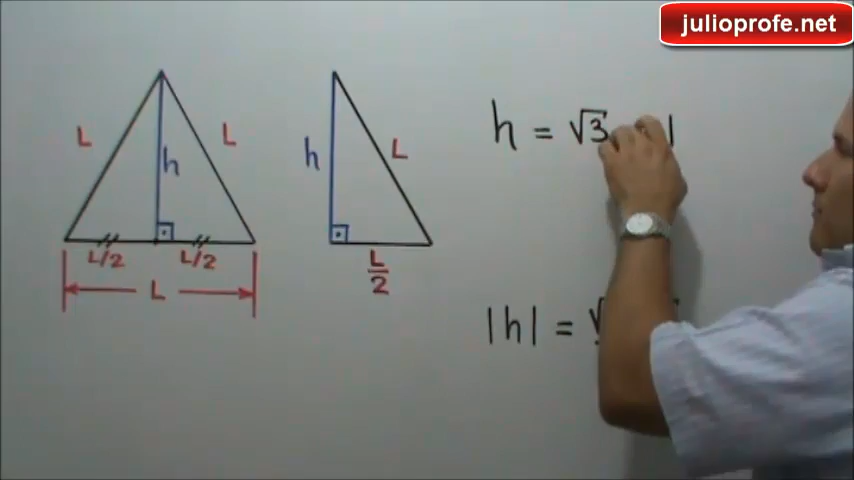 julioprofe.net
L L h
L/2 L/2
L
h L
L/2
h = √3
|h| = √